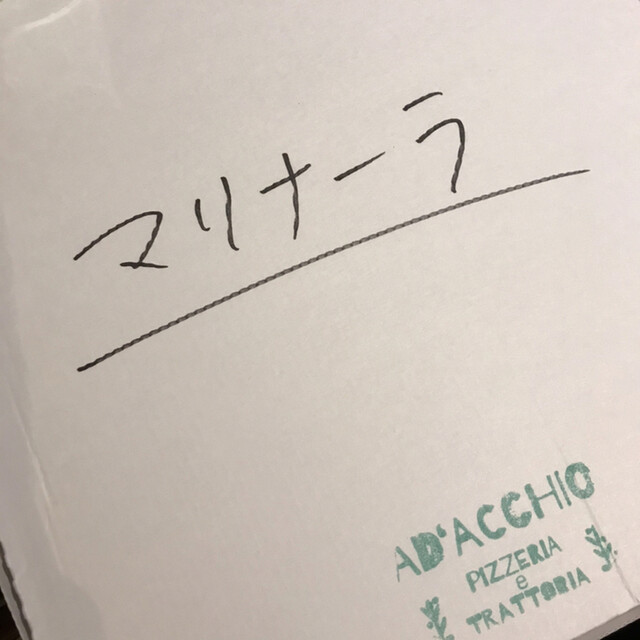 マリナーラ
AD'ACCHIO
PIZZERIA
e
TRATTORIA